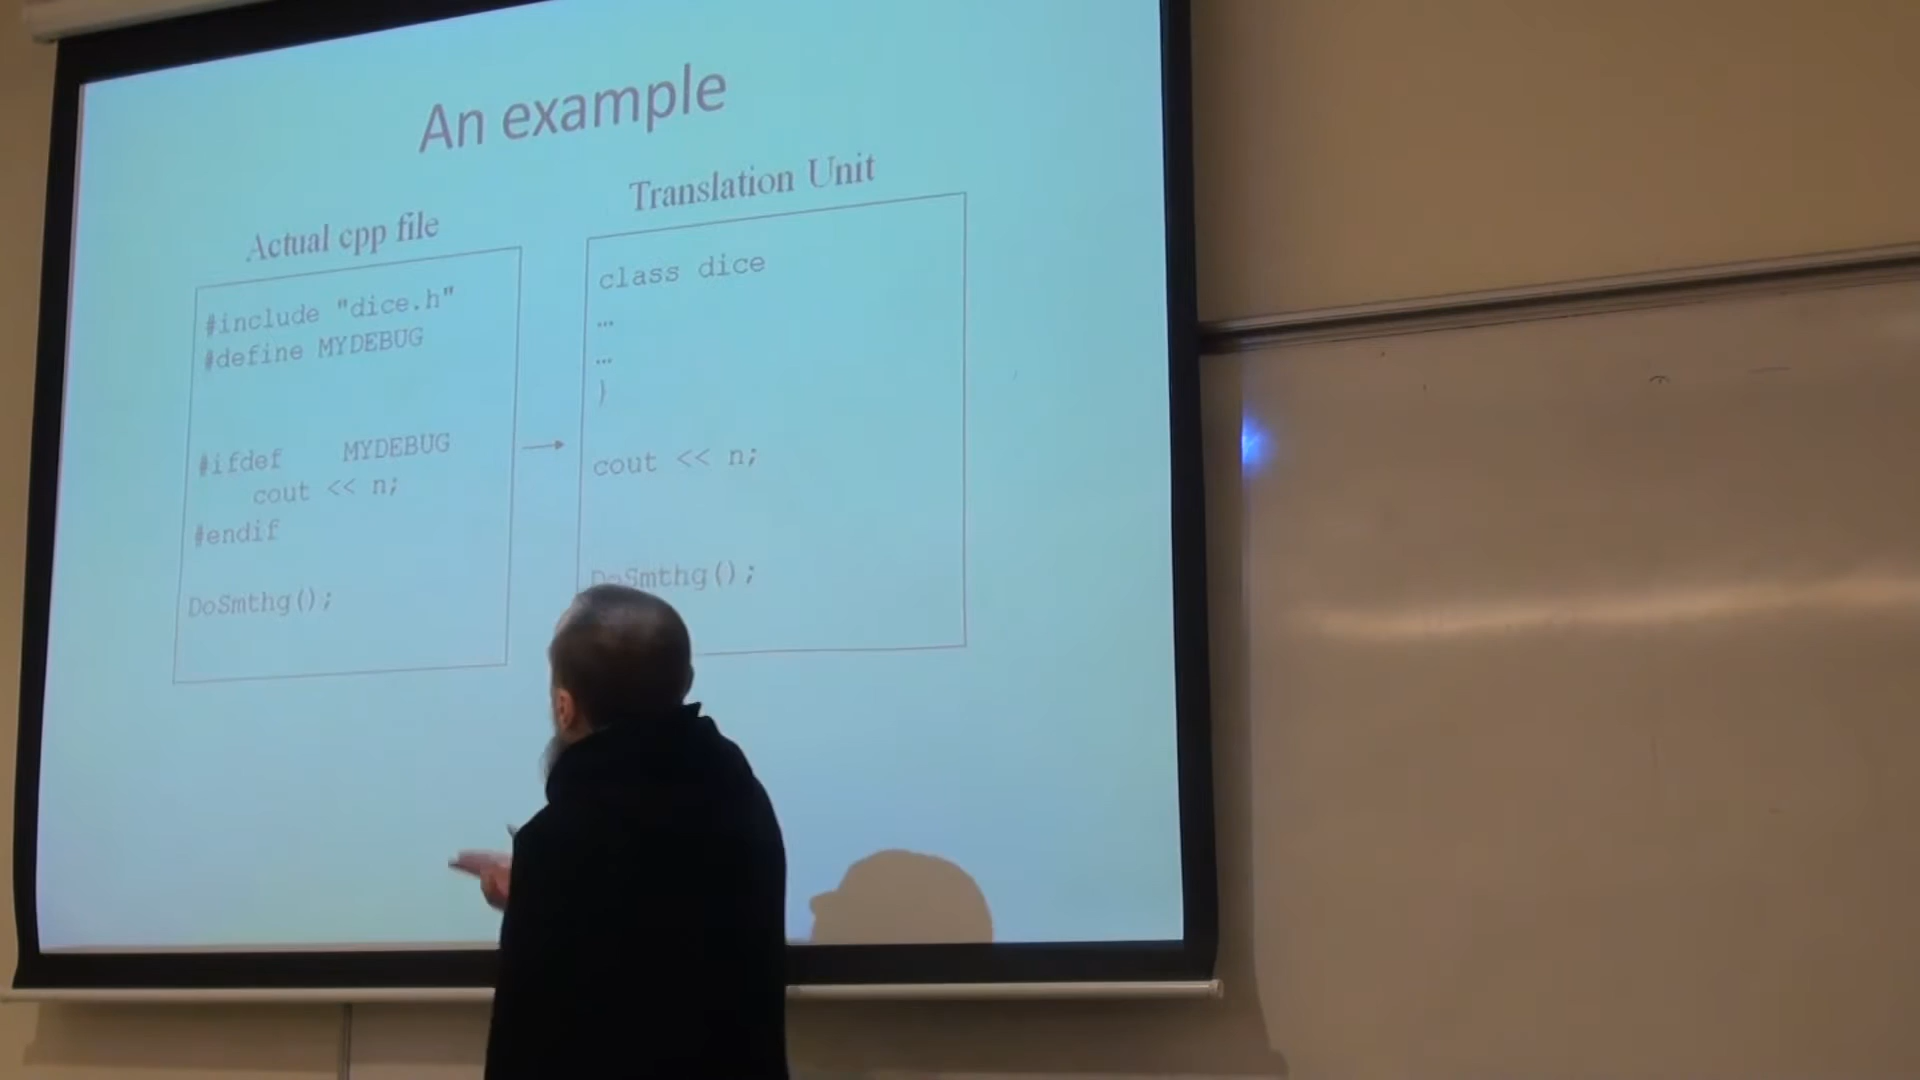 An example
Actual cpp file
#include "dice.h"
#define MYDEBUG
#ifdef MYDEBUG
cout << n;
#endif
DoSmthg();
Translation Unit
class dice
…
…
}
cout << n;
DoSmthg();